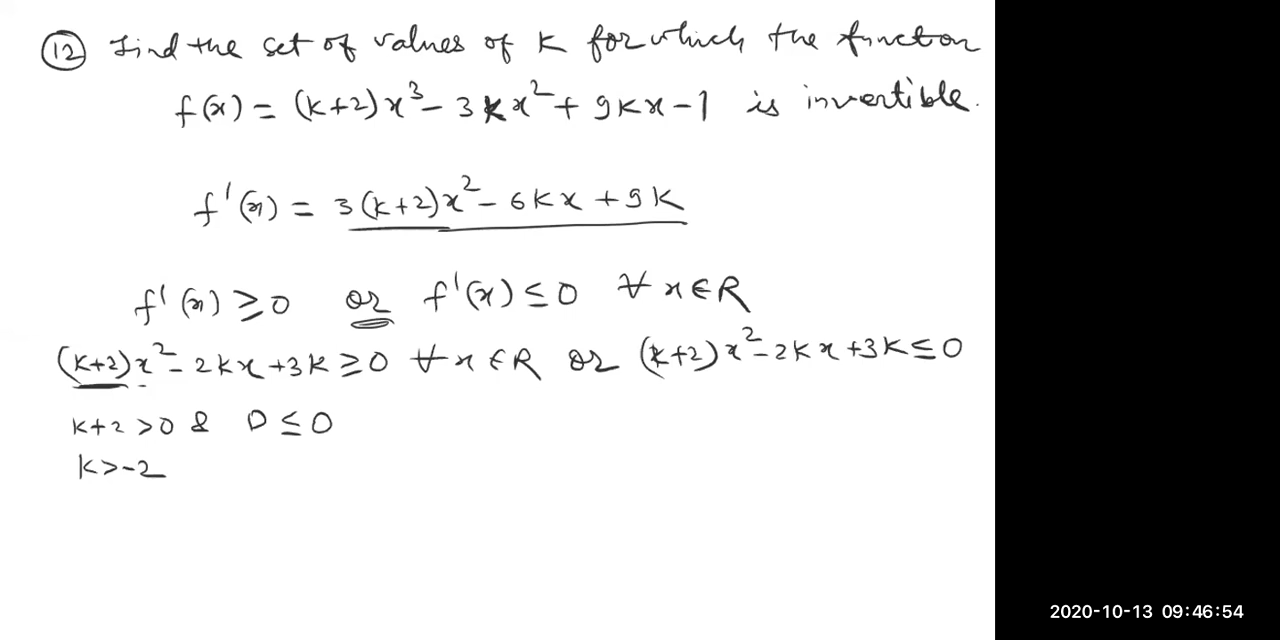 12 Find the set of values of K for which the functon
f(x) = (k+2)x³ - 3kx² + 9kx - 1 is invertible.
f'(x) = 3(k+2)x² - 6kx + 9k
f'(x) ≥ 0 or f'(x) ≤ 0 ∀ x ∈ R
(k+2)x² - 2kx + 3k ≥ 0 ∀ x ∈ R or (k+2)x² - 2kx + 3k ≤ 0
k+2 > 0 & D ≤ 0
k > -2
2020-10-13 09:46:54